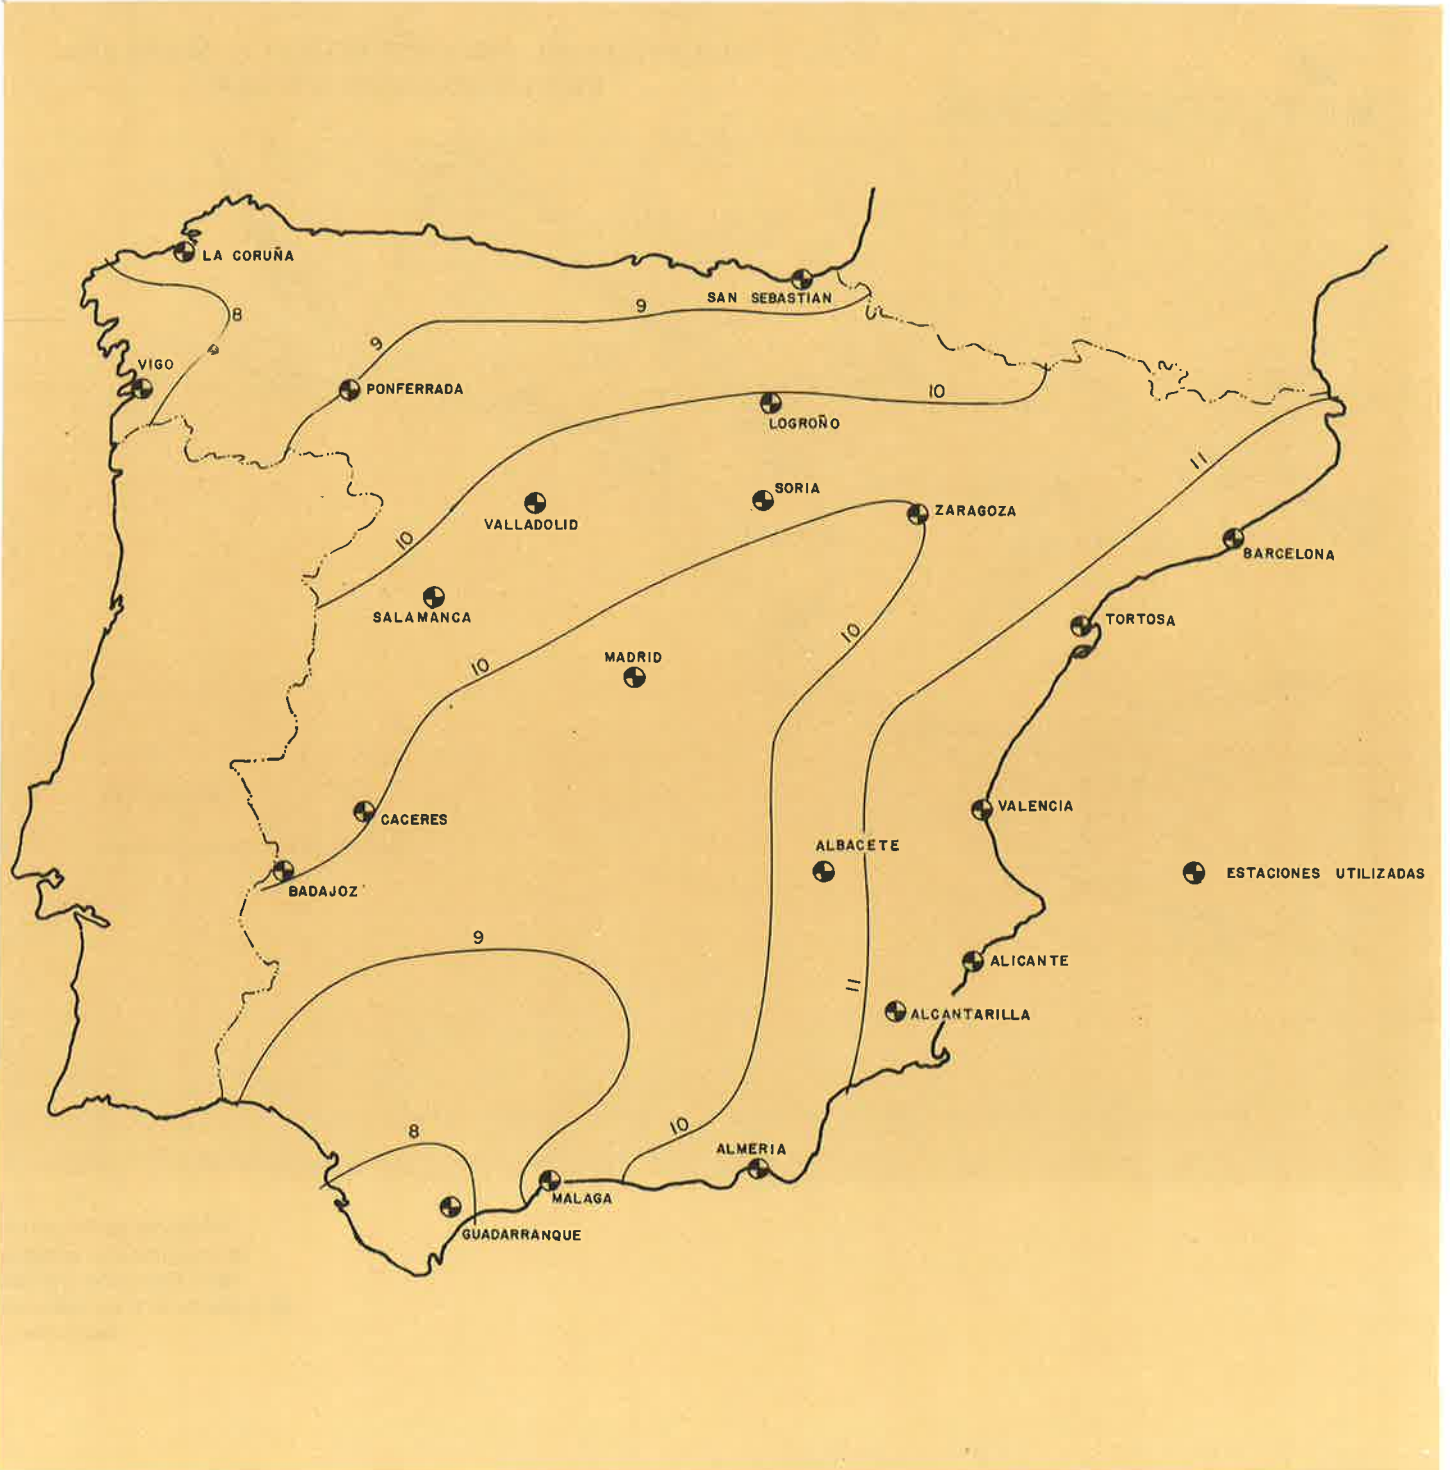 LA CORUÑA
SAN SEBASTIAN
9
8
9
VIGO
PONFERRADA
10
LOGROÑO
11
SORIA
ZARAGOZA
VALLADOLID
10
BARCELONA
SALAMANCA
TORTOSA
10
MADRID
10
VALENCIA
CACERES
ALBACETE
ESTACIONES UTILIZADAS
BADAJOZ
9
ALICANTE
11
ALCANTARILLA
8
10
ALMERIA
MALAGA
GUADARRANQUE